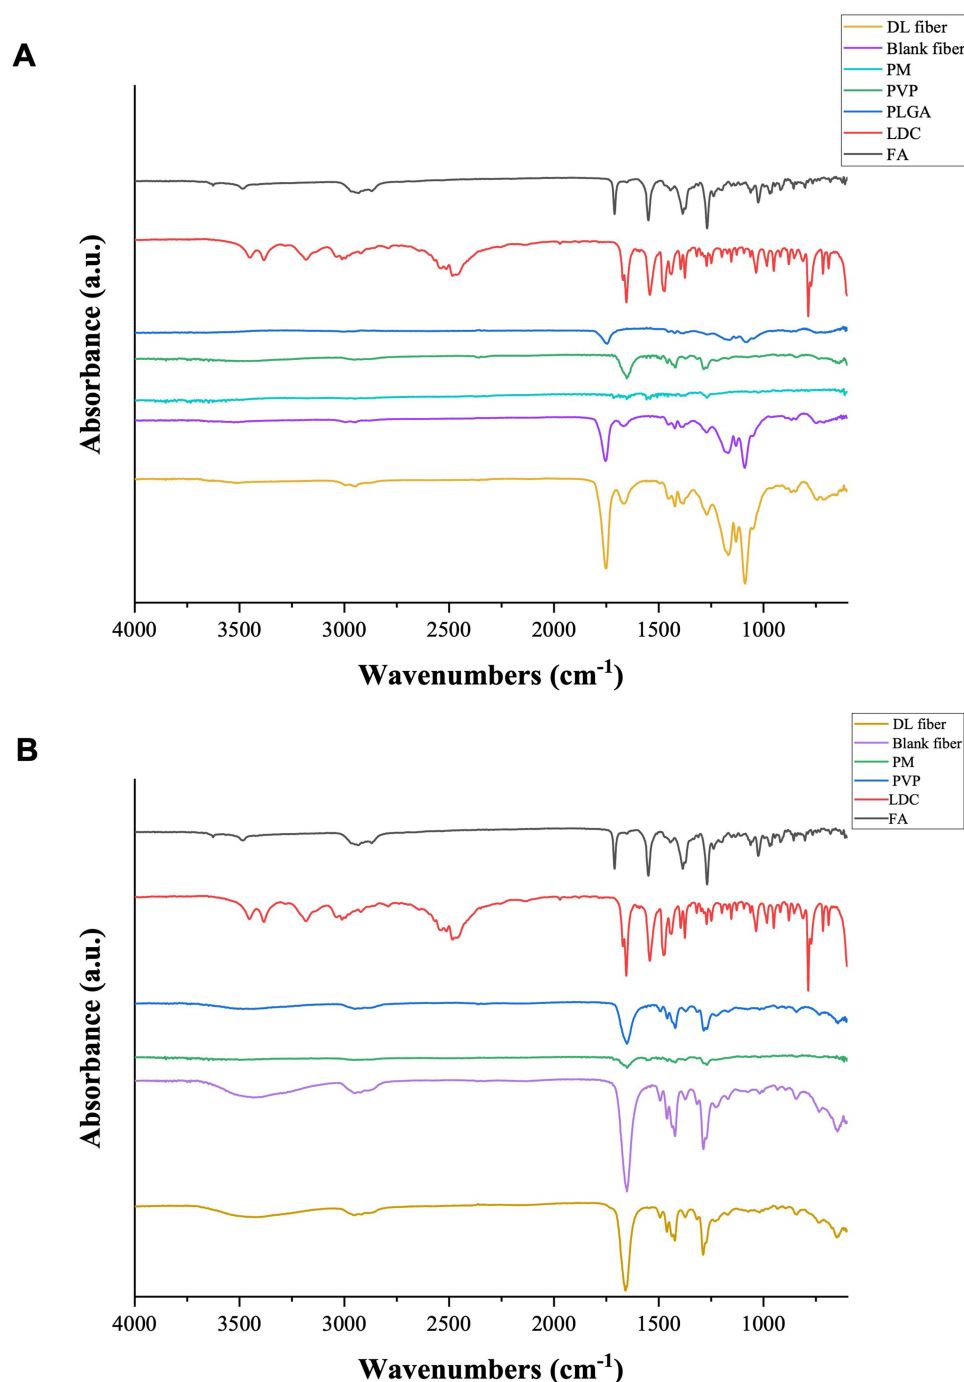 A
DL fiber
Blank fiber
PM
PVP
PLGA
LDC
FA
Absorbance (a.u.)
4000 3500 3000 2500 2000 1500 1000
Wavenumbers (cm⁻¹)
B
DL fiber
Blank fiber
PM
PVP
LDC
FA
Absorbance (a.u.)
4000 3500 3000 2500 2000 1500 1000
Wavenumbers (cm⁻¹)